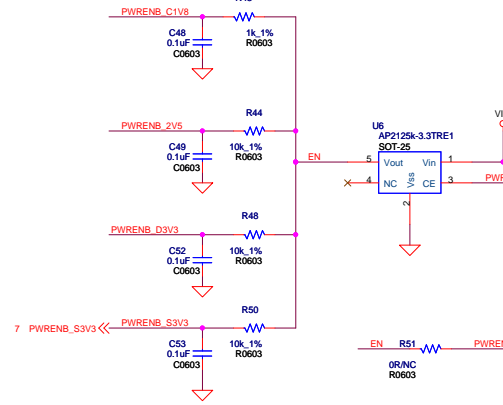 PWRENB_C1V8
C48
0.1uF
C0603
1k_1%
R0603
PWRENB_2V5
R44
C49
0.1uF
C0603
10k_1%
R0603
EN
U6
AP2125k-3.3TRE1
SOT-25
5 Vout Vin 1
4 NC Vss CE 3
2
PWRENB_D3V3
R48
C52
0.1uF
C0603
10k_1%
R0603
7 PWRENB_S3V3
PWRENB_S3V3
R50
C53
0.1uF
C0603
10k_1%
R0603
EN R51
0R/NC
R0603